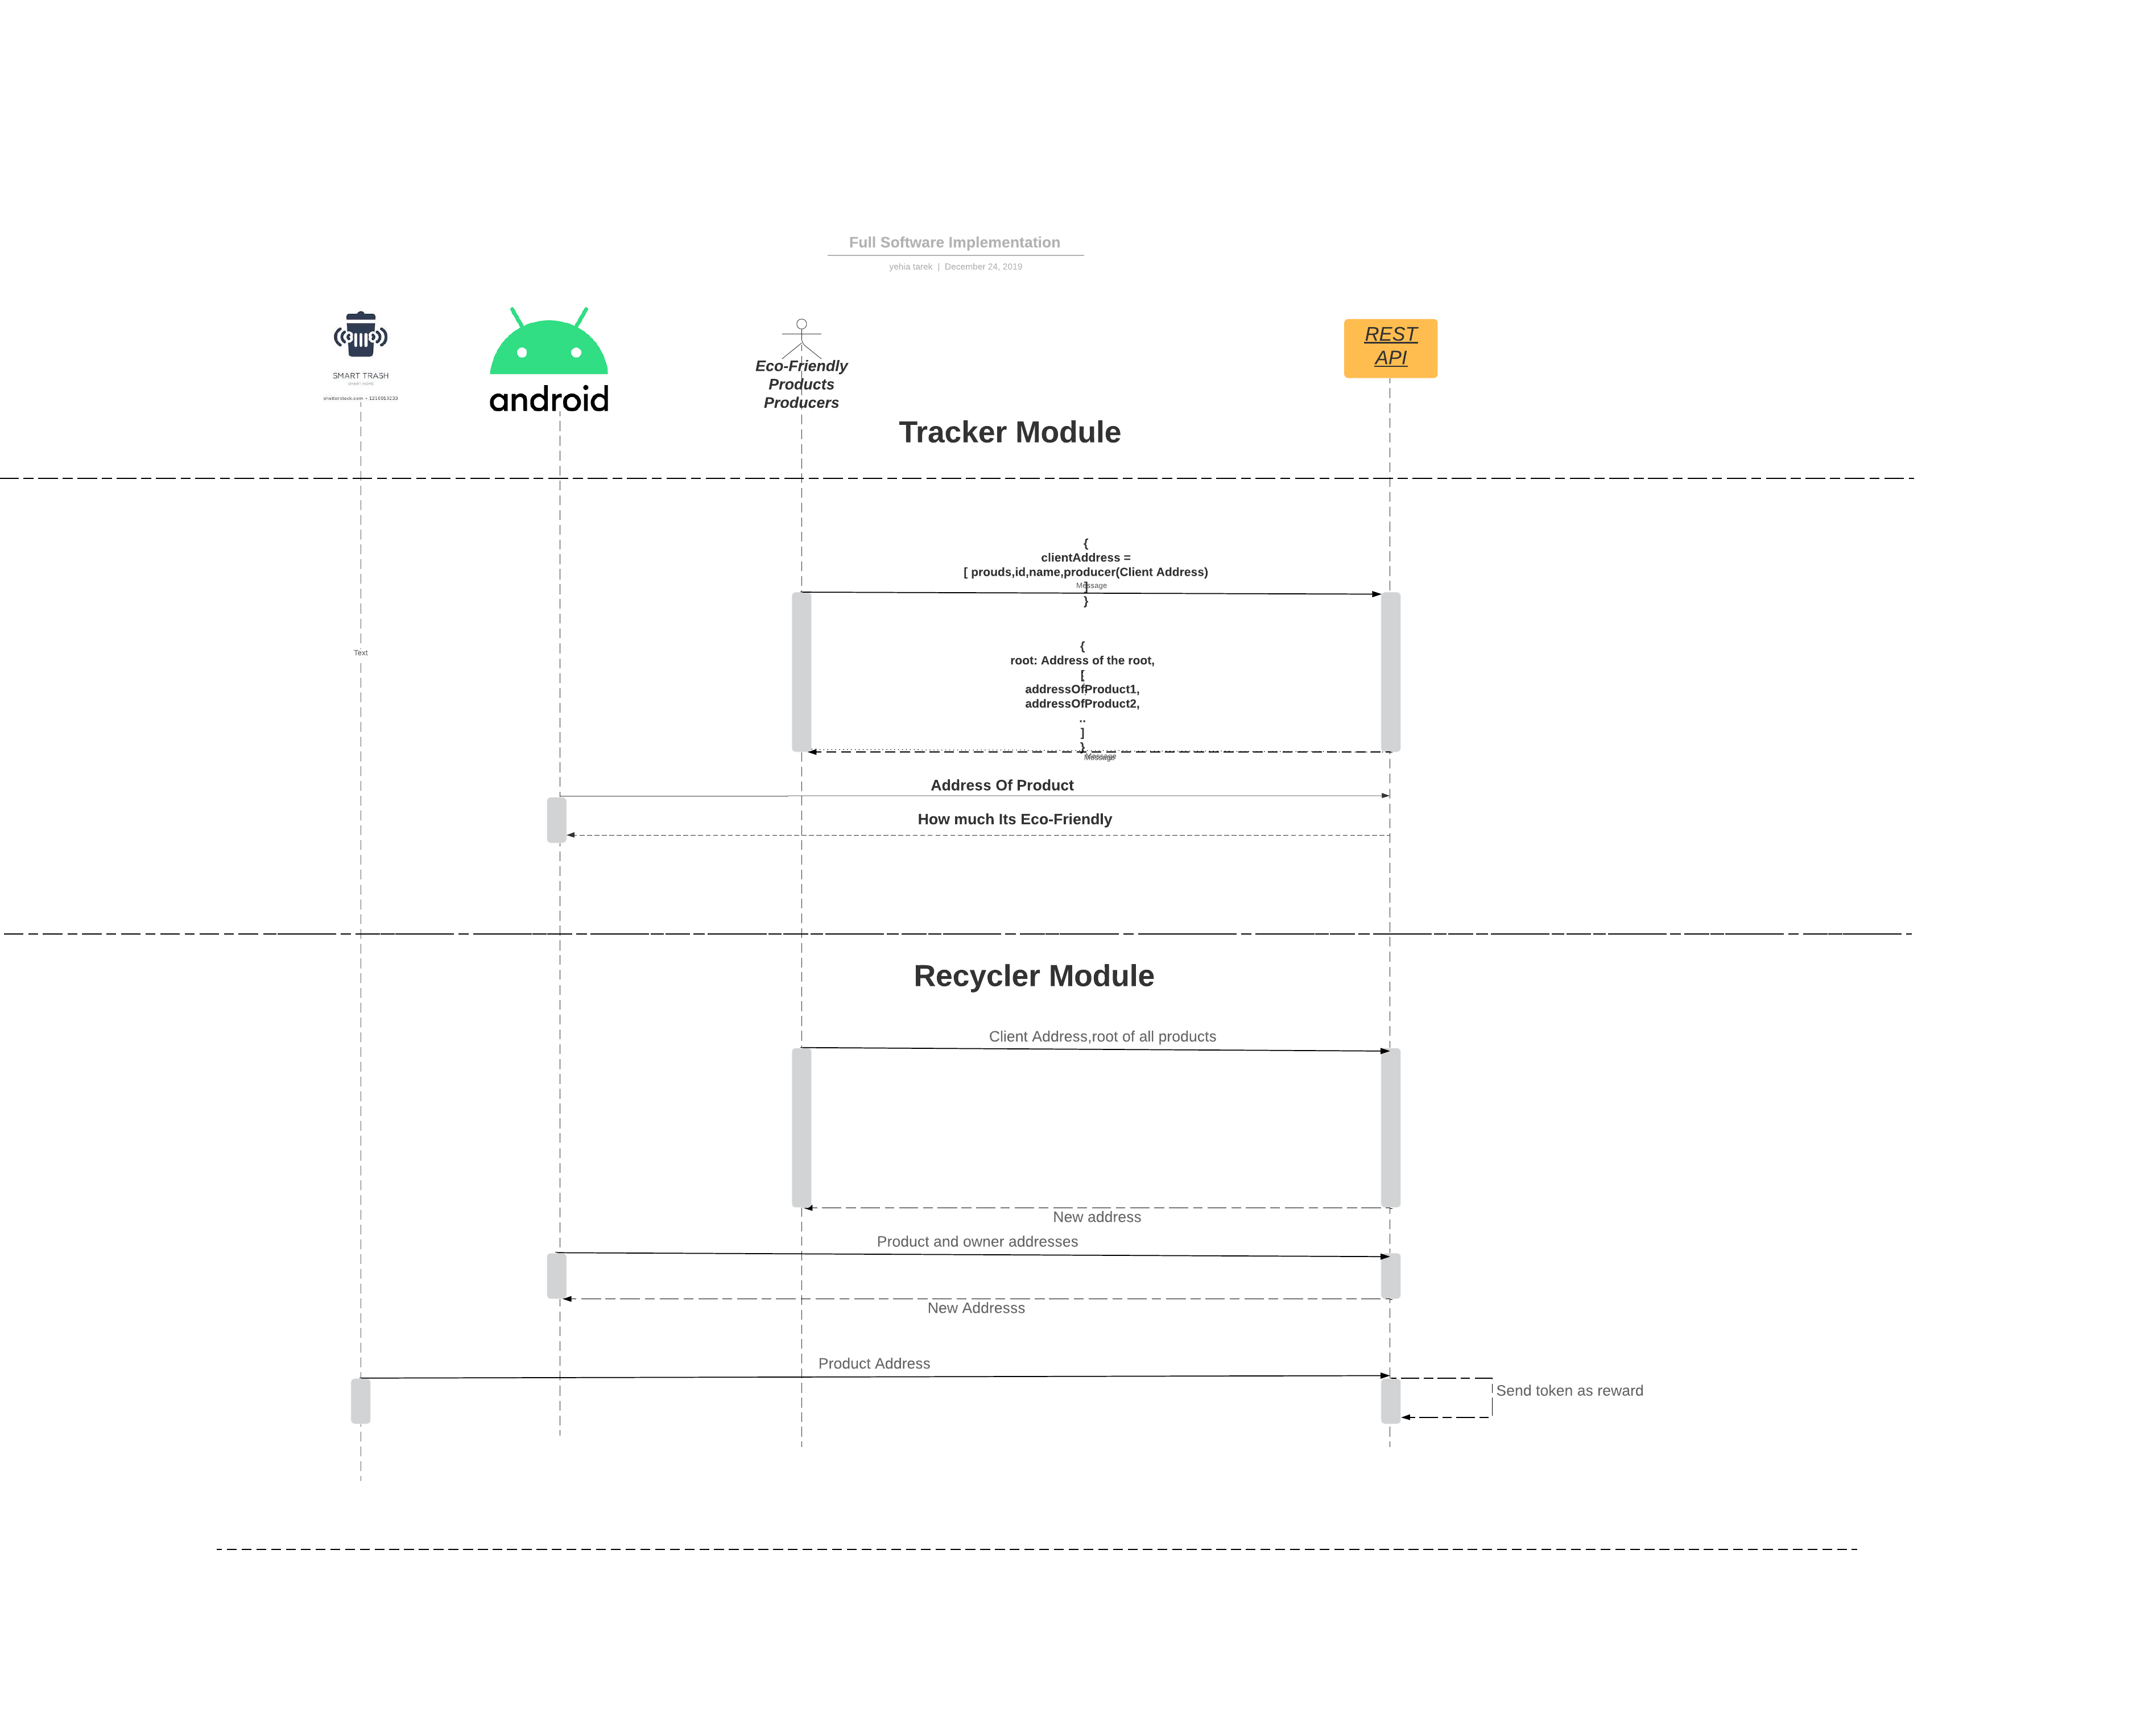 Full Software Implementation
yehia tarek | December 24, 2019
SMART TRASH
SMART HOME
android
Eco-Friendly
Products
Producers
REST
API
Tracker Module
{
clientAddress =
[ prouds,id,name,producer(Client Address)
]
Message
}
Text
{
root: Address of the root,
[
addressOfProduct1,
addressOfProduct2,
..
]
}
Message
Message
Address Of Product
How much Its Eco-Friendly
Recycler Module
Client Address,root of all products
New address
Product and owner addresses
New Addresss
Product Address
Send token as reward